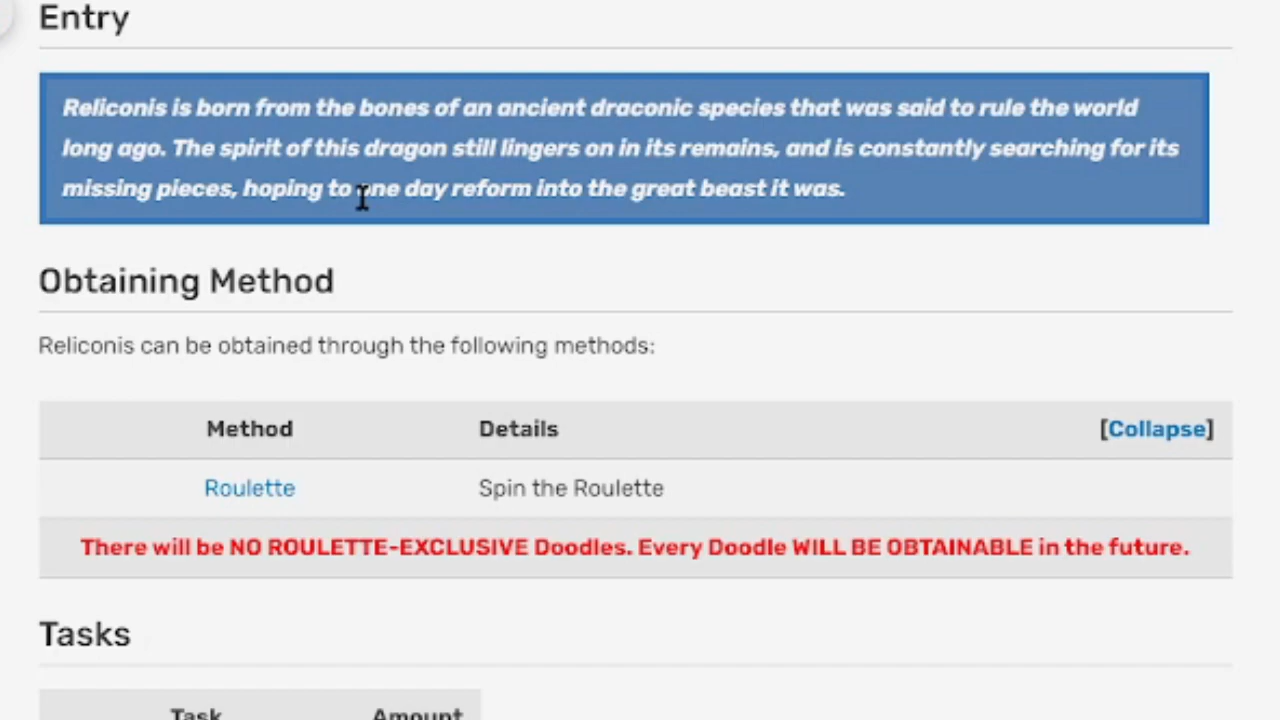 Entry
Reliconis is born from the bones of an ancient draconic species that was said to rule the world
long ago. The spirit of this dragon still lingers on in its remains, and is constantly searching for its
missing pieces, hoping to one day reform into the great beast it was.
Obtaining Method
Reliconis can be obtained through the following methods:
Method Details [Collapse]
Roulette Spin the Roulette
There will be NO ROULETTE-EXCLUSIVE Doodles. Every Doodle WILL BE OBTAINABLE in the future.
Tasks
Task Amount